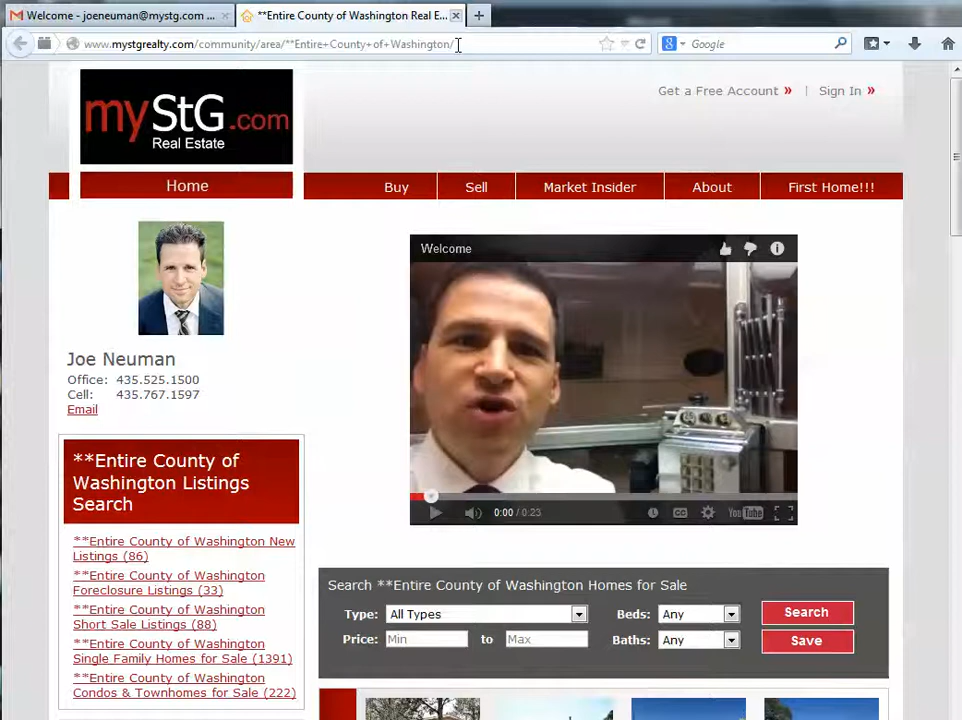 Welcome - joeneuman@mystg.com ...
**Entire County of Washington Real E...
www.mystgrealty.com/community/area/**Entire+County+of+Washington/
Google
myStG.com
Real Estate
Get a Free Account » | Sign In »
Home
Buy
Sell
Market Insider
About
First Home!!!
Welcome
Joe Neuman
Office: 435.525.1500
Cell: 435.767.1597
Email
0:00 / 0:23
CC
YouTube
**Entire County of
Washington Listings
Search
**Entire County of Washington New
Listings (86)
**Entire County of Washington
Foreclosure Listings (33)
**Entire County of Washington
Short Sale Listings (88)
**Entire County of Washington
Single Family Homes for Sale (1391)
**Entire County of Washington
Condos & Townhomes for Sale (222)
Search **Entire County of Washington Homes for Sale
Type: All Types Beds: Any Search
Price: Min to Max Baths: Any Save